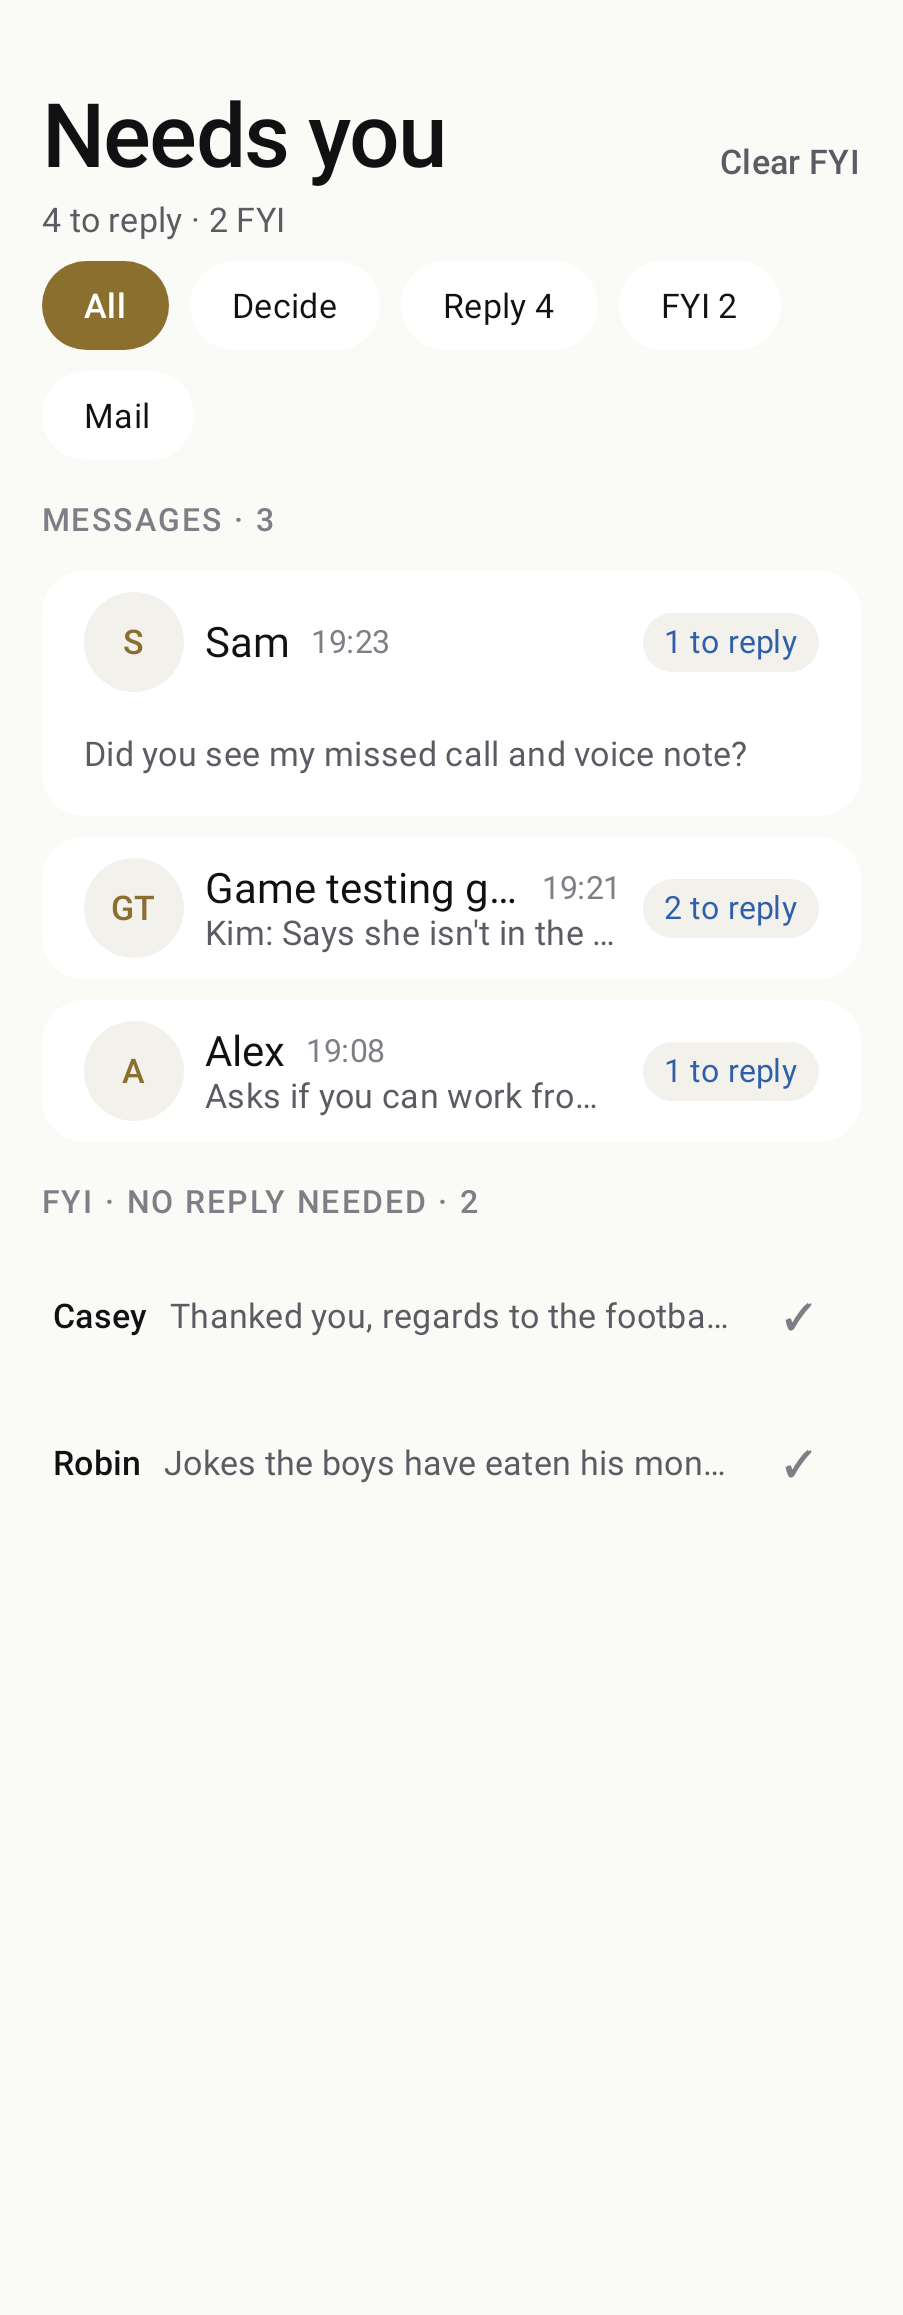 Needs you
Clear FYI
4 to reply · 2 FYI
All
Decide
Reply 4
FYI 2
Mail
MESSAGES · 3
S
Sam 19:23
1 to reply
Did you see my missed call and voice note?
GT
Game testing g... 19:21
Kim: Says she isn't in the ...
2 to reply
A
Alex 19:08
Asks if you can work fro...
1 to reply
FYI · NO REPLY NEEDED · 2
Casey Thanked you, regards to the footba... ✓
Robin Jokes the boys have eaten his mon... ✓